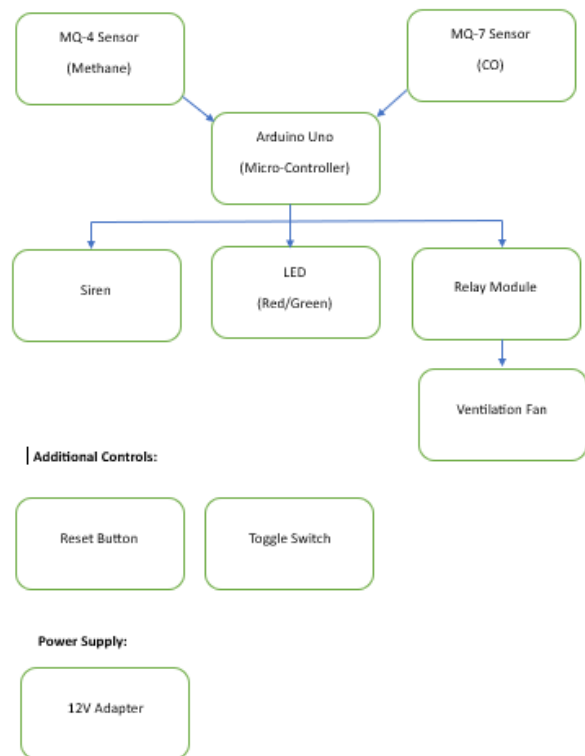 MQ-4 Sensor
(Methane)
MQ-7 Sensor
(CO)
Arduino Uno
(Micro-Controller)
Siren
LED
(Red/Green)
Relay Module
Ventilation Fan
Additional Controls:
Reset Button
Toggle Switch
Power Supply:
12V Adapter